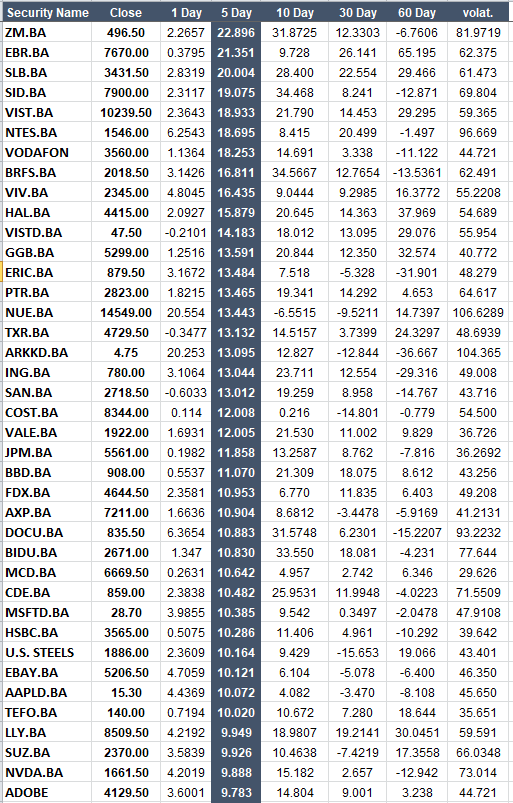 Security Name Close 1 Day 5 Day 10 Day 30 Day 60 Day volat.
ZM.BA 496.50 2.2657 22.896 31.8725 12.3303 -6.7606 81.9719
EBR.BA 7670.00 0.3795 21.351 9.728 26.141 65.195 62.375
SLB.BA 3431.50 2.8319 20.004 28.400 22.554 29.466 61.473
SID.BA 7900.00 2.3117 19.075 34.468 8.241 -12.871 69.804
VIST.BA 10239.50 2.3643 18.933 21.790 14.453 29.295 59.365
NTES.BA 1546.00 6.2543 18.695 8.415 20.499 -1.497 96.669
VODAFON 3560.00 1.1364 18.253 14.691 3.338 -11.122 44.721
BRFS.BA 2018.50 3.1426 16.811 34.5667 12.7654 -13.5361 62.491
VIV.BA 2345.00 4.8045 16.435 9.0444 9.2985 16.3772 55.2208
HAL.BA 4415.00 2.0927 15.879 20.645 14.363 37.969 54.689
VISTD.BA 47.50 -0.2101 14.183 18.012 13.095 29.076 55.954
GGB.BA 5299.00 1.2516 13.591 20.844 12.350 32.574 40.772
ERIC.BA 879.50 3.1672 13.484 7.518 -5.328 -31.901 48.279
PTR.BA 2823.00 1.8215 13.465 19.341 14.292 4.653 64.617
NUE.BA 14549.00 20.554 13.443 -6.5515 -9.5211 14.7397 106.6289
TXR.BA 4729.50 -0.3477 13.132 14.5157 3.7399 24.3297 48.6939
ARKKD.BA 4.75 20.253 13.095 12.827 -12.844 -36.667 104.365
ING.BA 780.00 3.1064 13.044 23.711 12.554 -29.316 49.008
SAN.BA 2718.50 -0.6033 13.012 19.259 8.958 -14.767 43.716
COST.BA 8344.00 0.114 12.008 0.216 -14.801 -0.779 54.500
VALE.BA 1922.00 1.6931 12.005 21.530 11.002 9.829 36.726
JPM.BA 5561.00 0.1982 11.858 13.2587 8.762 -7.816 36.2692
BBD.BA 908.00 0.5537 11.070 21.309 18.075 8.612 43.256
FDX.BA 4644.50 2.3581 10.953 6.770 11.835 6.403 49.208
AXP.BA 7211.00 1.6636 10.904 8.6812 -3.4478 -5.9169 41.2131
DOCU.BA 835.50 6.3654 10.883 31.5748 6.2301 -15.2207 93.2232
BIDU.BA 2671.00 1.347 10.830 33.550 18.081 -4.231 77.644
MCD.BA 6669.50 0.2631 10.642 4.957 2.742 6.346 29.626
CDE.BA 859.00 2.3838 10.482 25.9531 11.9948 -4.0223 71.5509
MSFTD.BA 28.70 3.9855 10.385 9.542 0.3497 -2.0478 47.9108
HSBC.BA 3565.00 0.5075 10.286 11.406 4.961 -10.292 39.642
U.S. STEELS 1886.00 2.3609 10.164 9.429 -15.653 19.066 43.401
EBAY.BA 5206.50 4.7059 10.121 6.104 -5.078 -6.400 46.350
AAPLD.BA 15.30 4.4369 10.072 4.082 -3.470 -8.108 45.650
TEFO.BA 140.00 0.7194 10.020 10.672 7.280 18.644 35.651
LLY.BA 8509.50 4.2192 9.949 18.9807 19.2141 30.0451 59.591
SUZ.BA 2370.00 3.5839 9.926 10.4638 -7.4219 17.3558 66.0348
NVDA.BA 1661.50 4.2019 9.888 15.182 2.657 -12.942 73.014
ADOBE 4129.50 3.6001 9.783 14.804 9.001 3.238 44.721